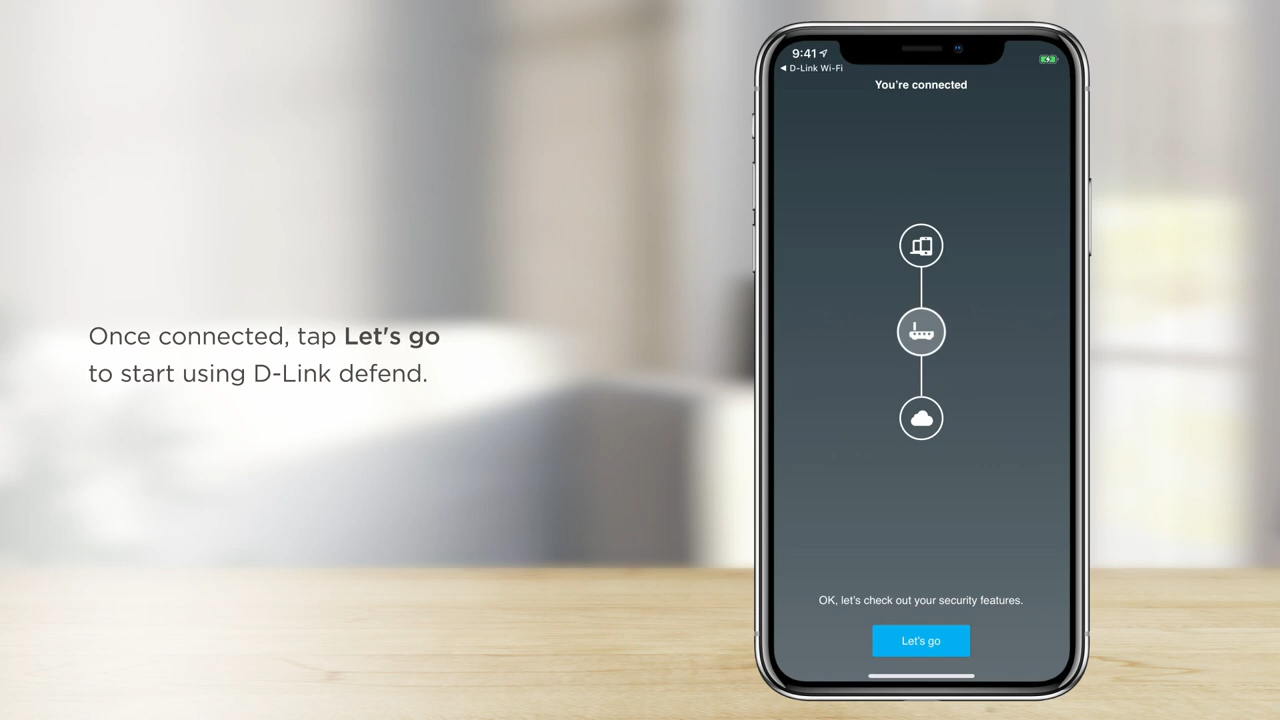 Once connected, tap Let's go
to start using D-Link defend.
9:41
◀ D-Link Wi-Fi
You're connected
OK, let's check out your security features.
Let's go